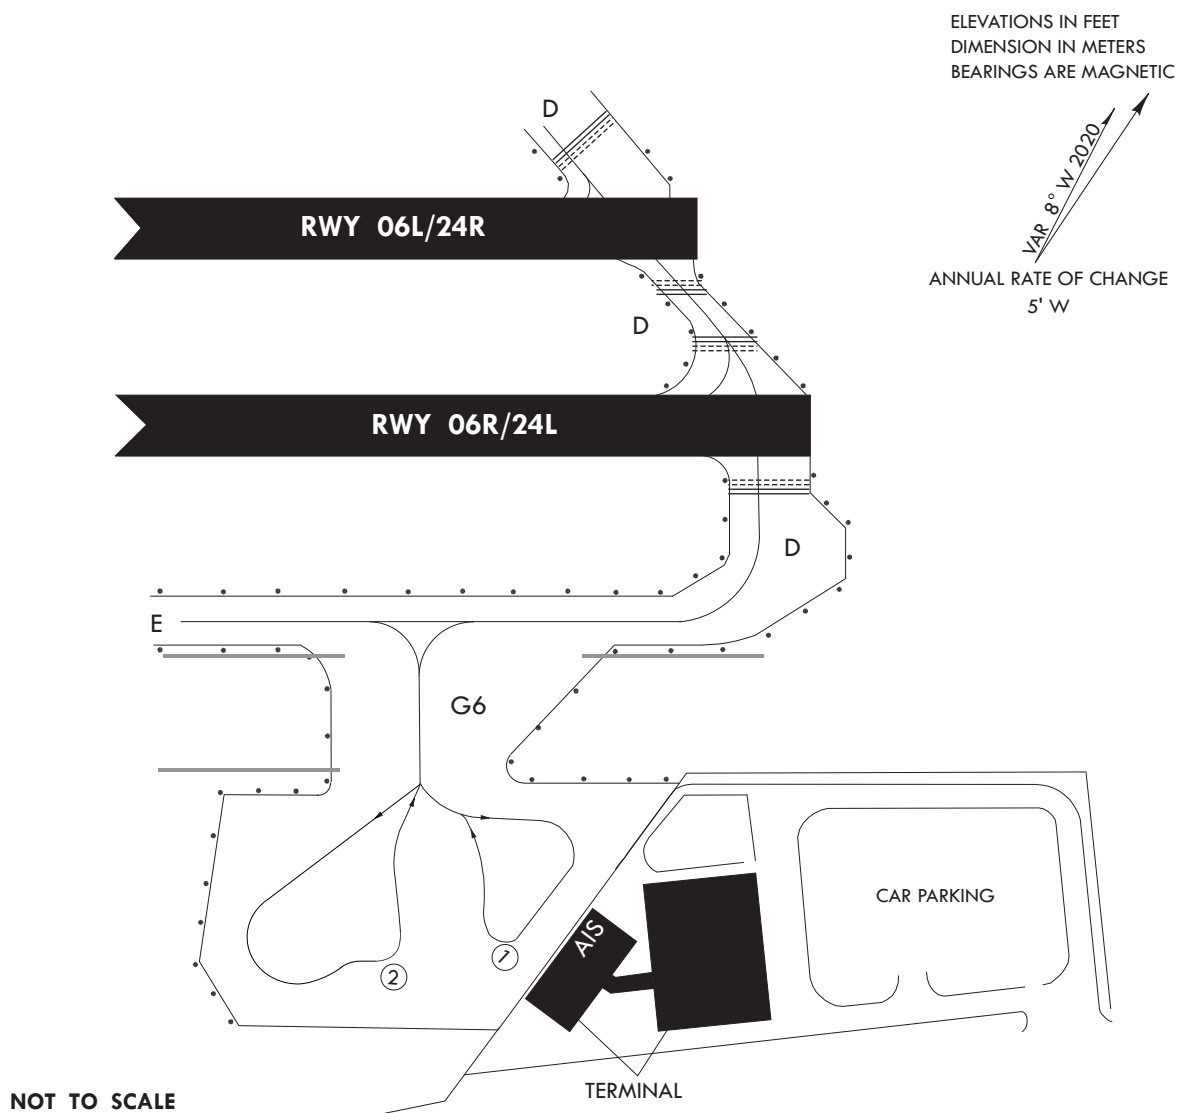 ELEVATIONS IN FEET
DIMENSION IN METERS
BEARINGS ARE MAGNETIC
D
VAR 8° W 2020
RWY 06L/24R
ANNUAL RATE OF CHANGE
5' W
D
RWY 06R/24L
D
E
G6
CAR PARKING
AIS
1
2
TERMINAL
NOT TO SCALE